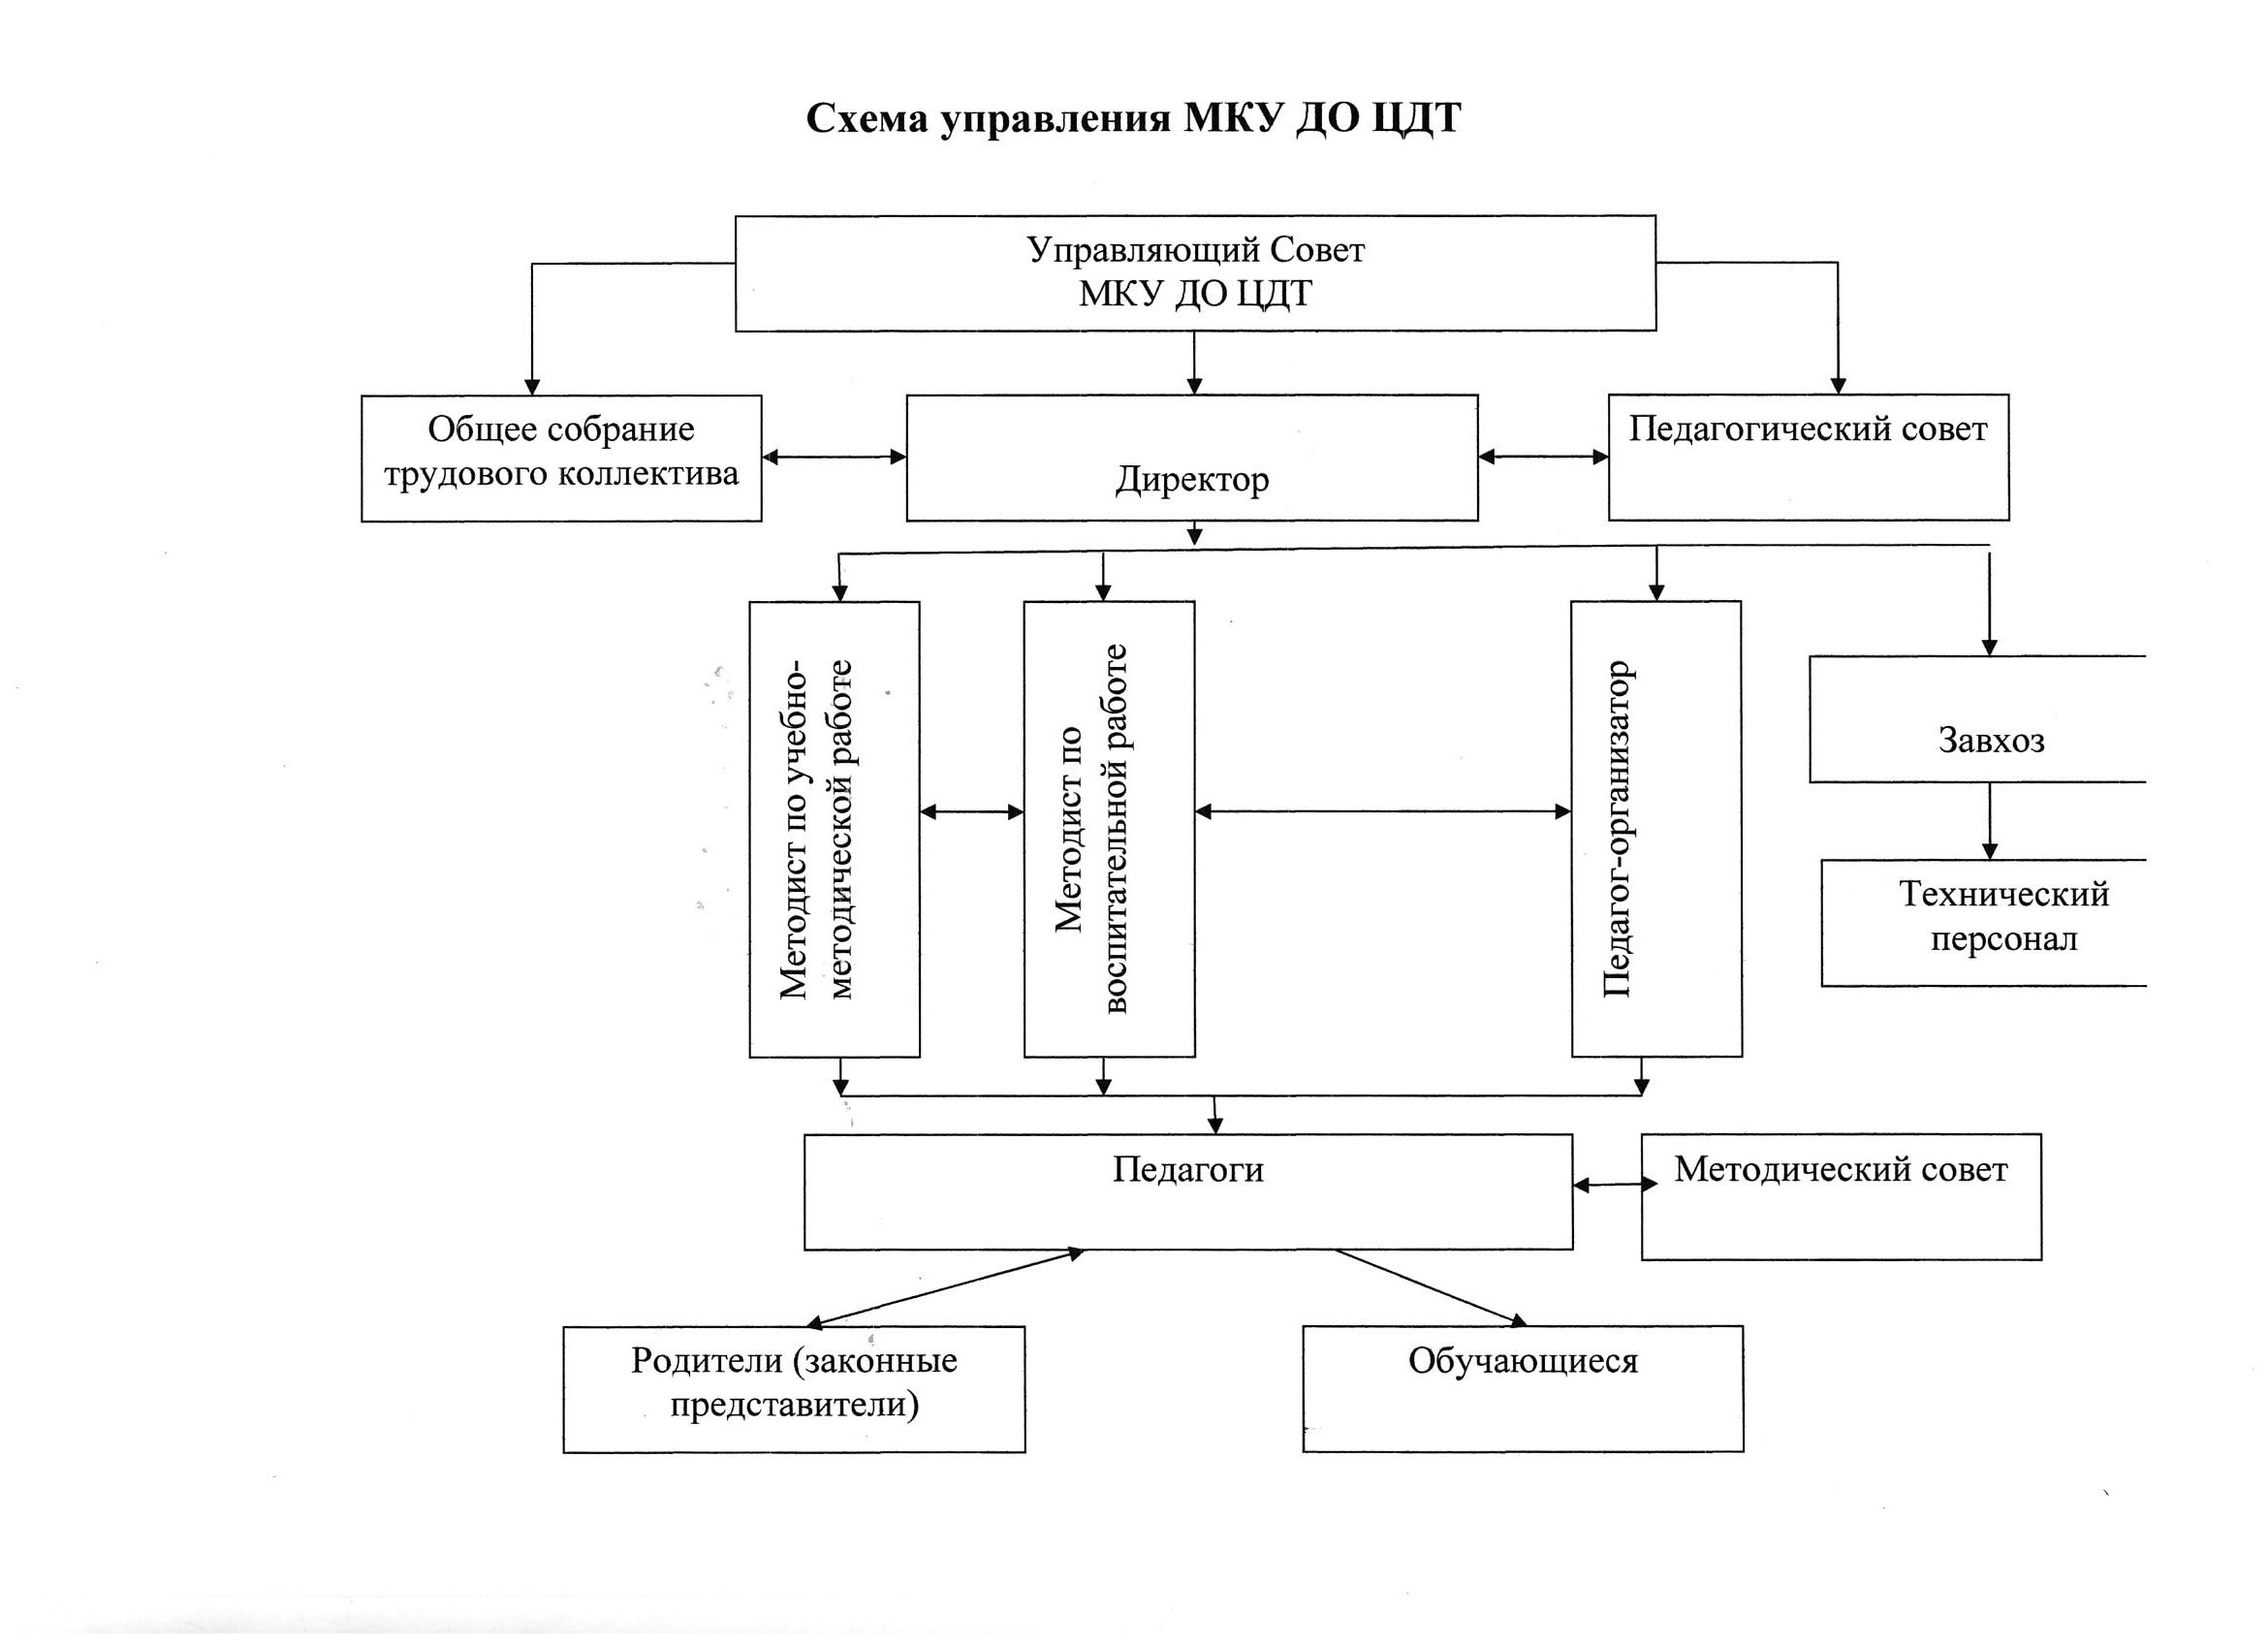 Схема управления МКУ ДО ЦДТ
Управляющий Совет
МКУ ДО ЦДТ
Общее собрание
трудового коллектива
Директор
Педагогический совет
Методист по учебно-
методической работе
Методист по
воспитательной работе
Педагог-организатор
Завхоз
Технический
персонал
Педагоги
Методический совет
Родители (законные
представители)
Обучающиеся